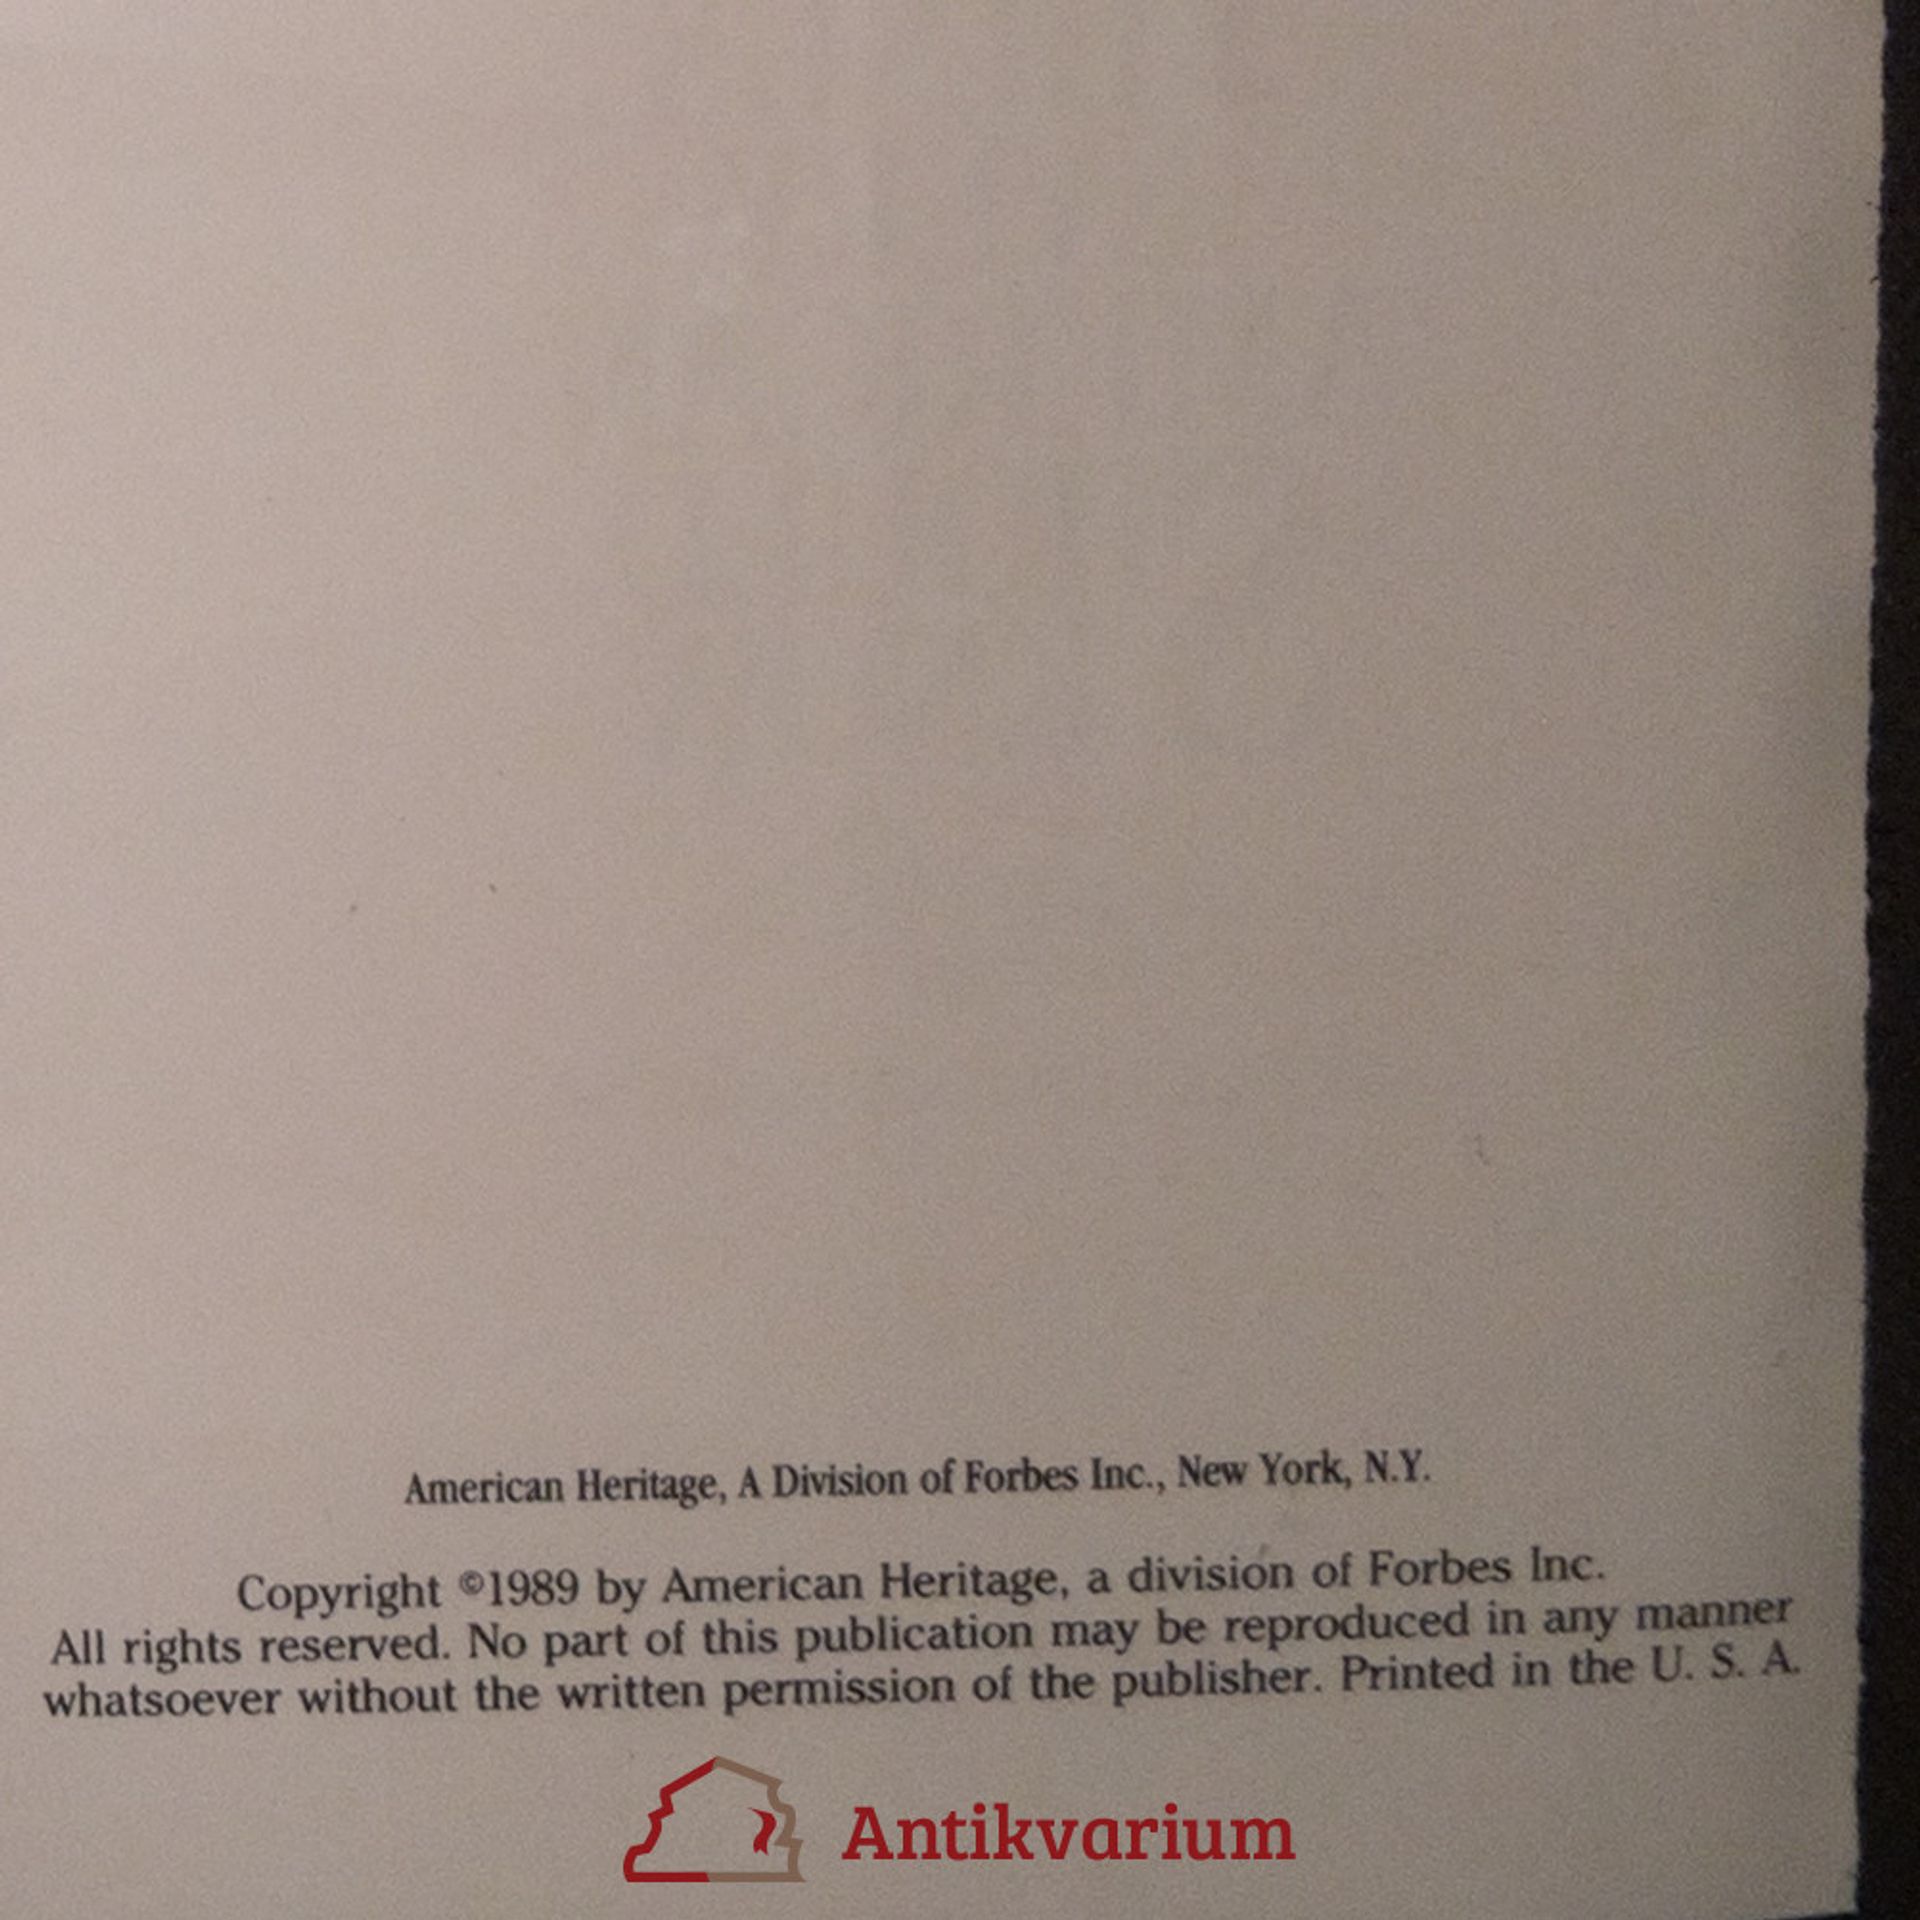 American Heritage, A Division of Forbes Inc., New York, N.Y.
Copyright ©1989 by American Heritage, a division of Forbes Inc.
All rights reserved. No part of this publication may be reproduced in any manner
whatsoever without the written permission of the publisher. Printed in the U. S. A.
Antikvarium